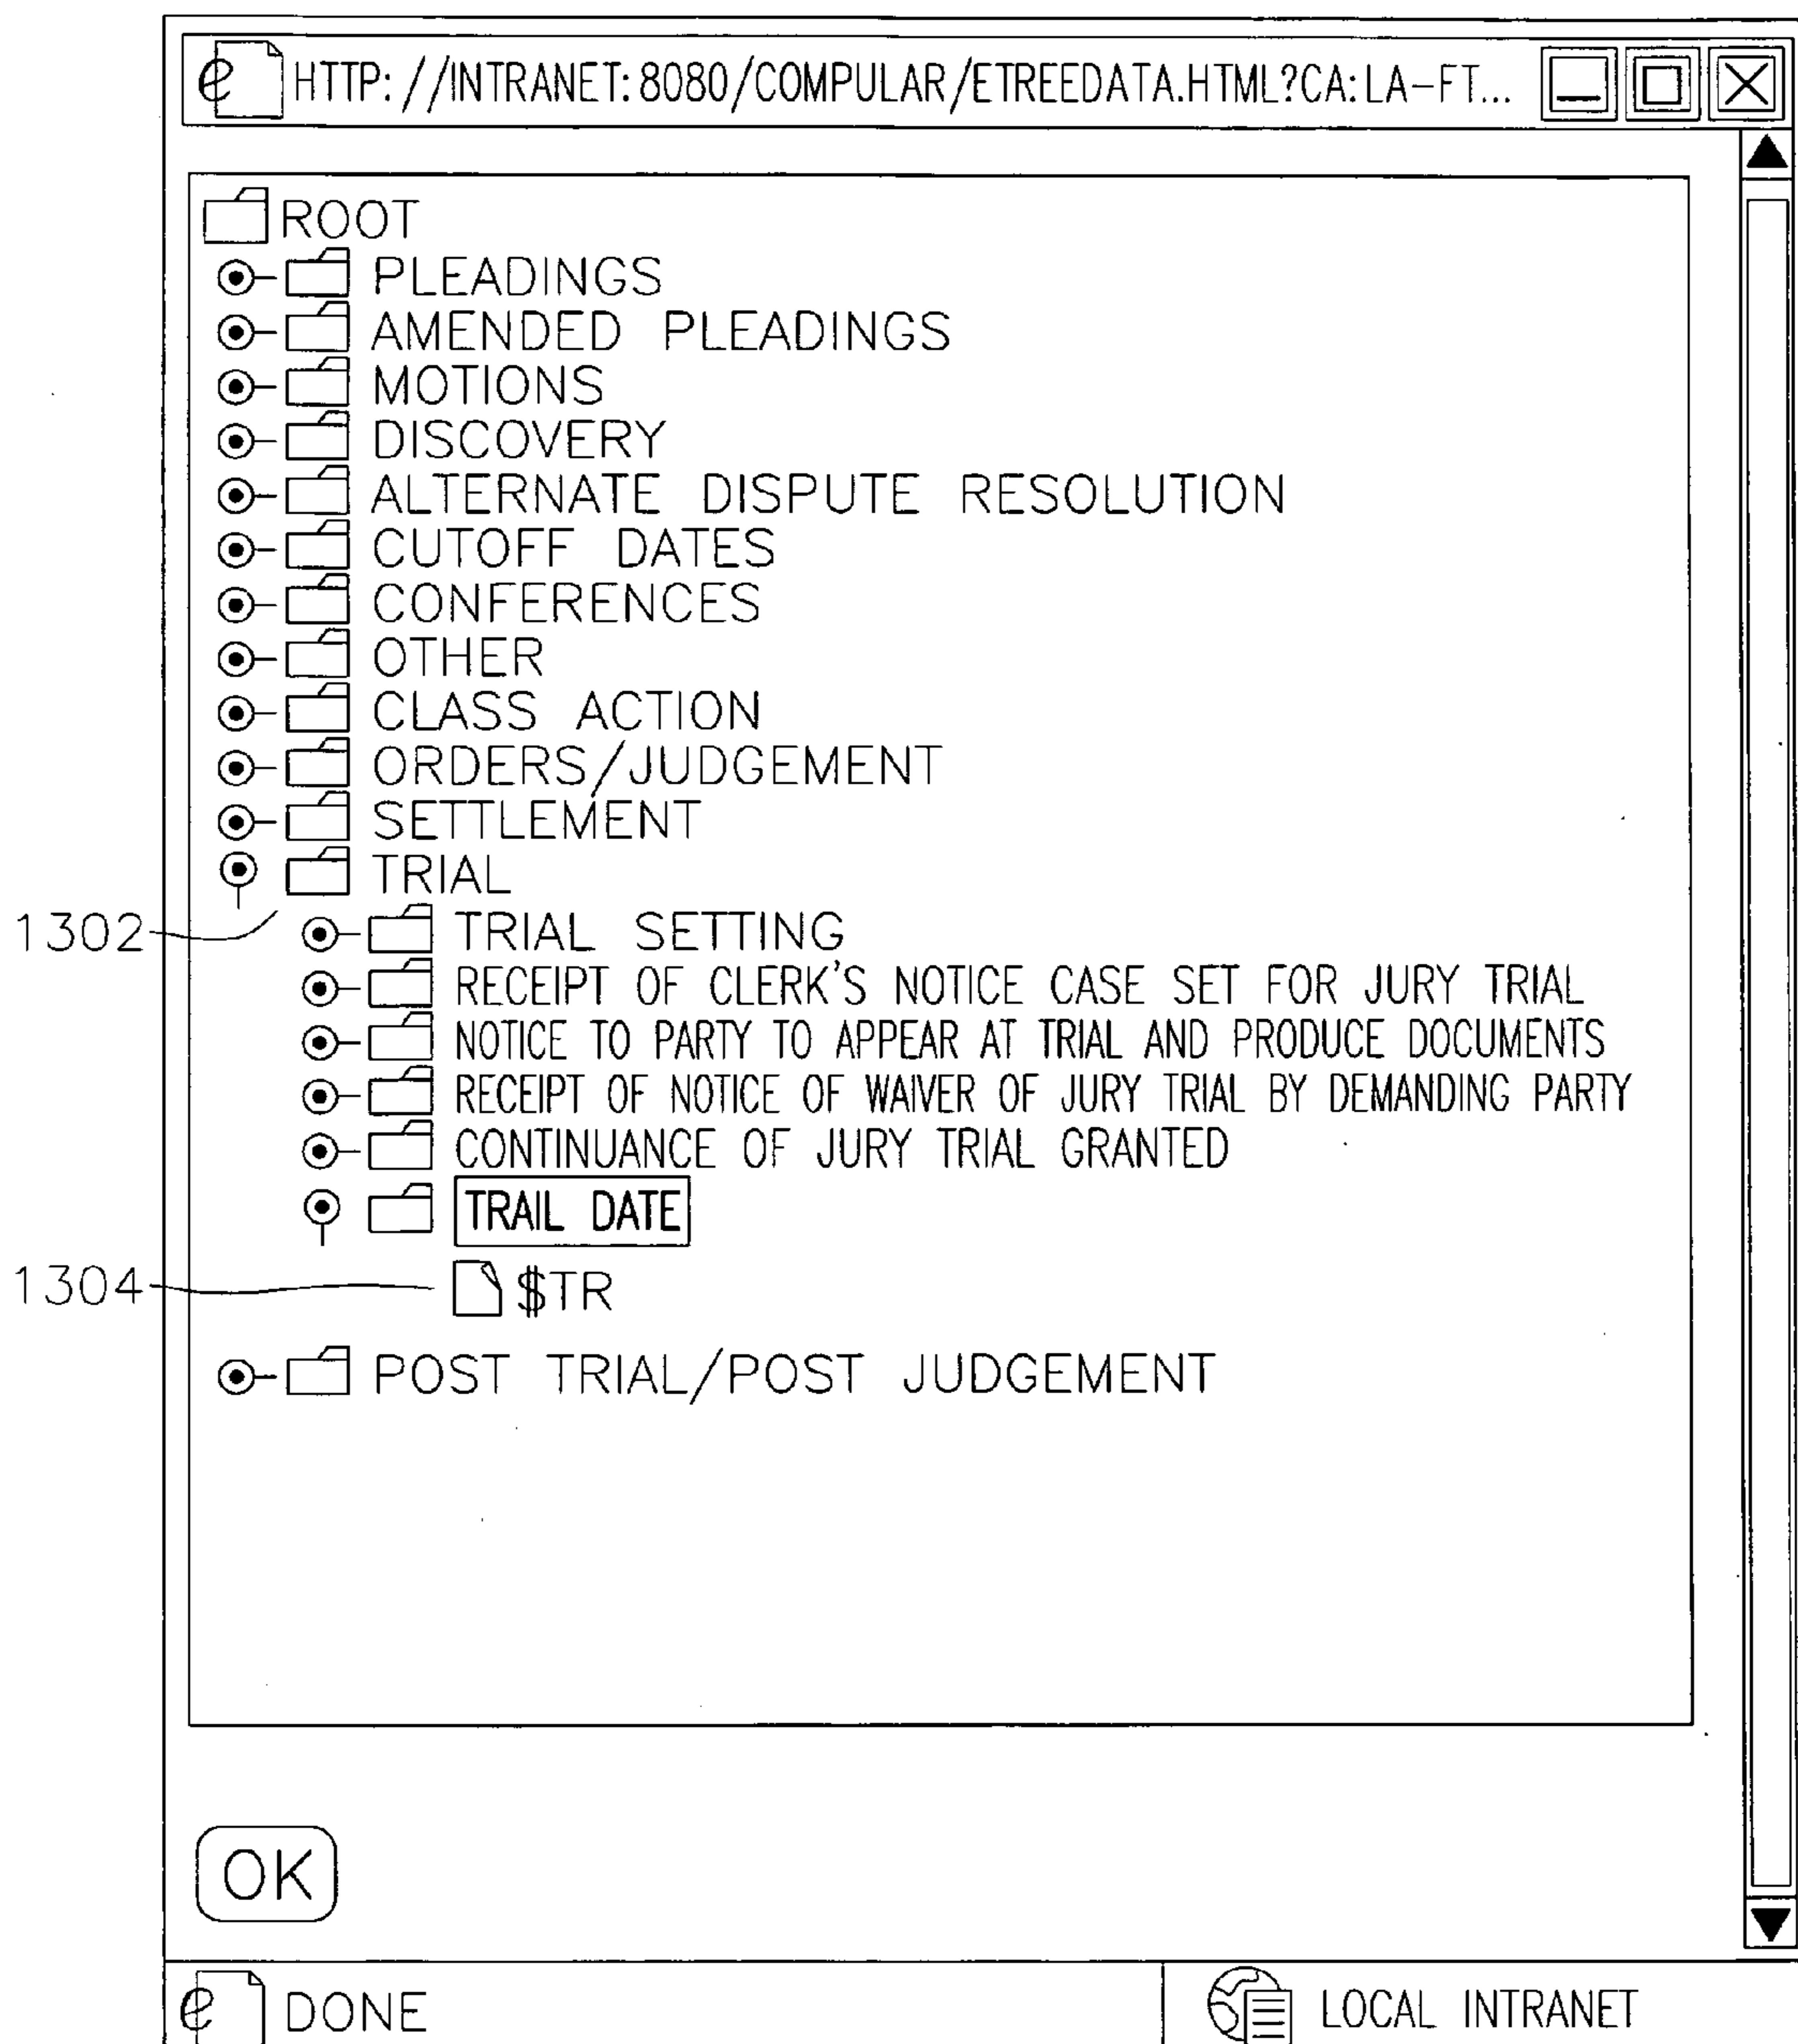 HTTP: //INTRANET: 8080/COMPULAR/ETREEDATA.HTML?CA: LA-FT...
ROOT
PLEADINGS
AMENDED PLEADINGS
MOTIONS
DISCOVERY
ALTERNATE DISPUTE RESOLUTION
CUTOFF DATES
CONFERENCES
OTHER
CLASS ACTION
ORDERS/JUDGEMENT
SETTLEMENT
TRIAL
1302
TRIAL SETTING
RECEIPT OF CLERK'S NOTICE CASE SET FOR JURY TRIAL
NOTICE TO PARTY TO APPEAR AT TRIAL AND PRODUCE DOCUMENTS
RECEIPT OF NOTICE OF WAIVER OF JURY TRIAL BY DEMANDING PARTY
CONTINUANCE OF JURY TRIAL GRANTED
TRAIL DATE
1304
$TR
POST TRIAL/POST JUDGEMENT
OK
DONE
LOCAL INTRANET